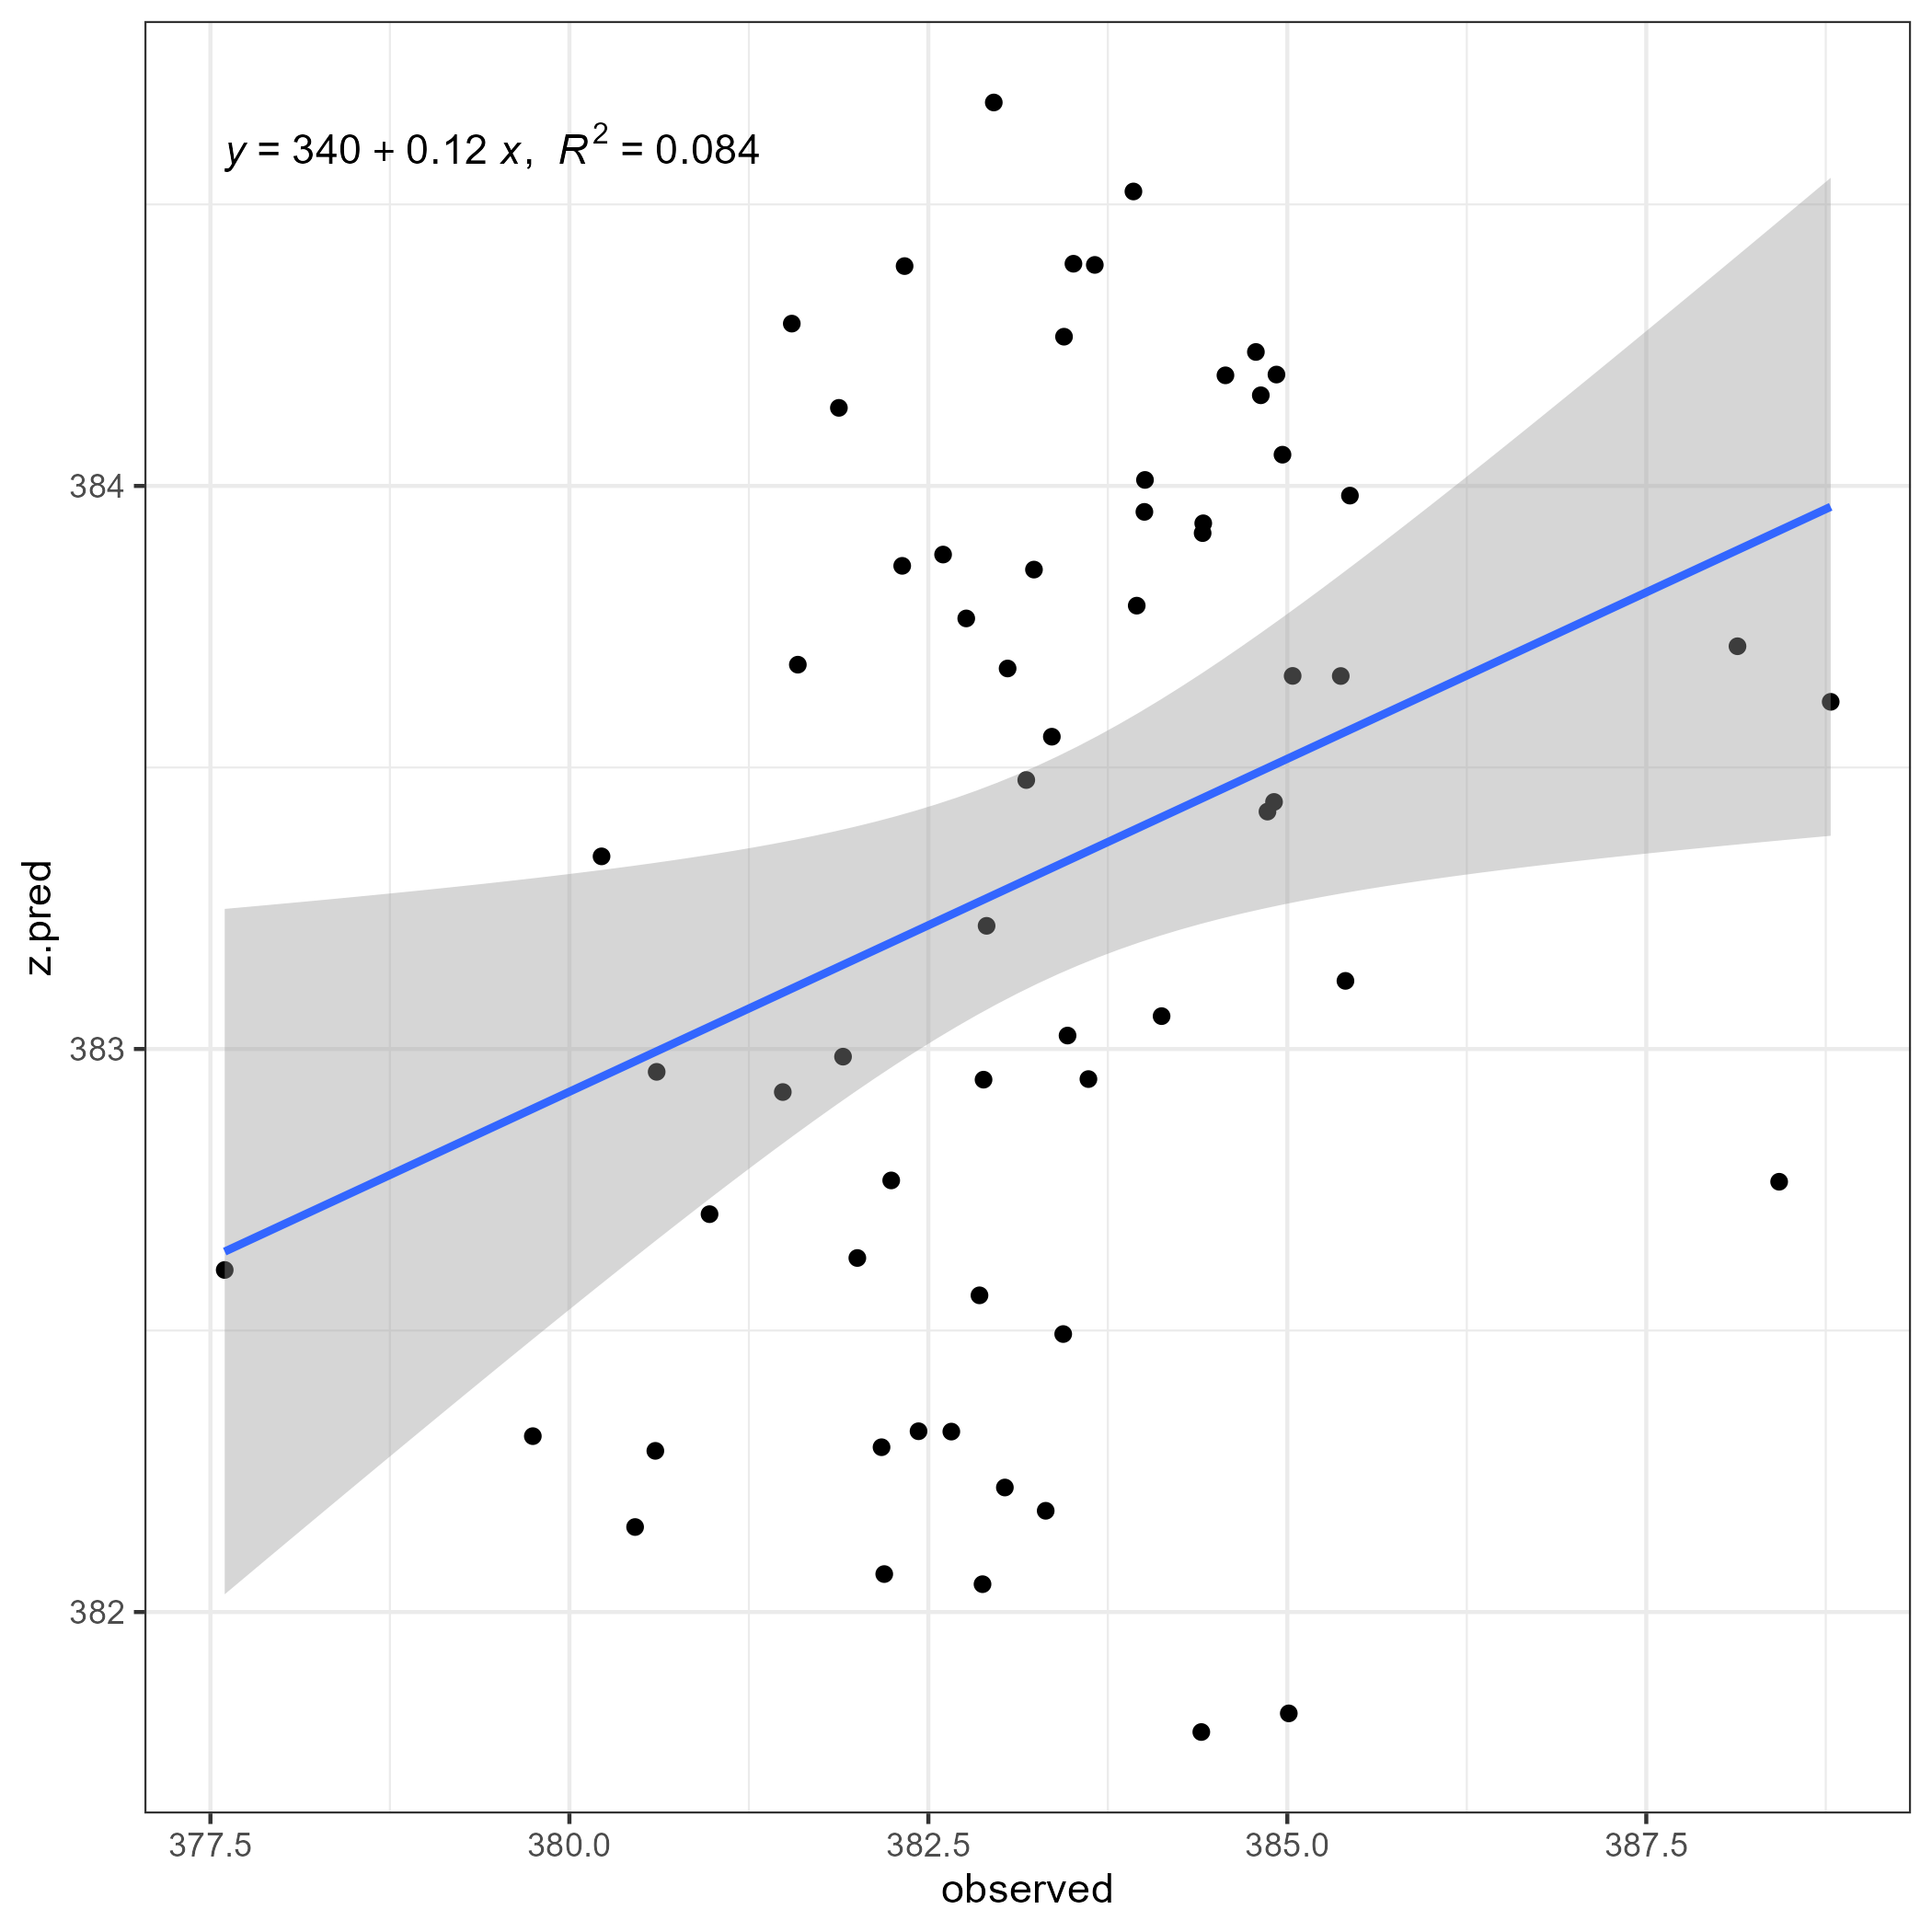 y = 340 + 0.12 x, R² = 0.084
384
383
382
z.pred
377.5 380.0 382.5 385.0 387.5
observed